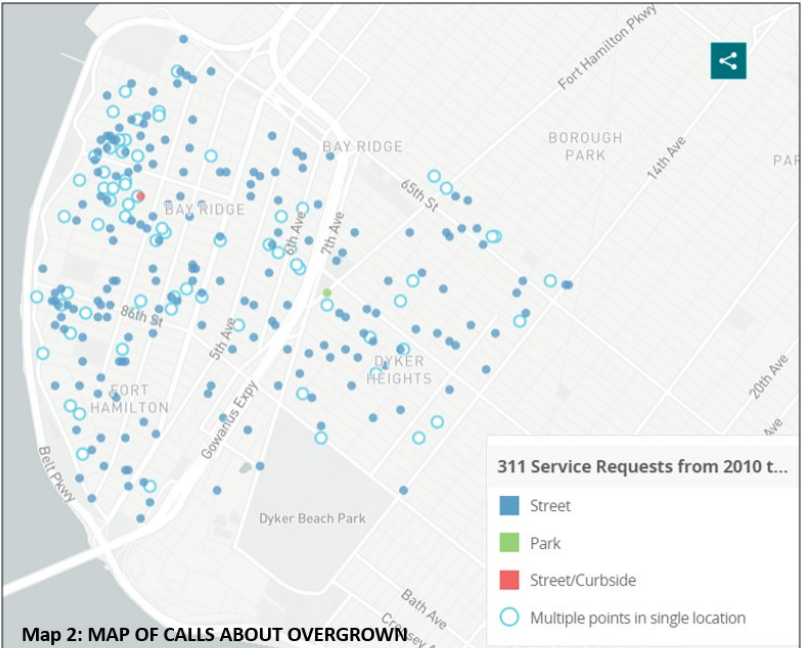 Fort Hamilton Pkwy
BOROUGH
PARK
14th Ave
PAR
BAY RIDGE
65th St
BAY RIDGE
6th Ave
7th Ave
86th St
5th Ave
DYKER
HEIGHTS
FORT
HAMILTON
Gowanus Expy
20th Ave
Ave
Belt Pkwy
Dyker Beach Park
Bath Ave
Cropsey A
311 Service Requests from 2010 t...
Street
Park
Street/Curbside
Multiple points in single location
Map 2: MAP OF CALLS ABOUT OVERGROWN